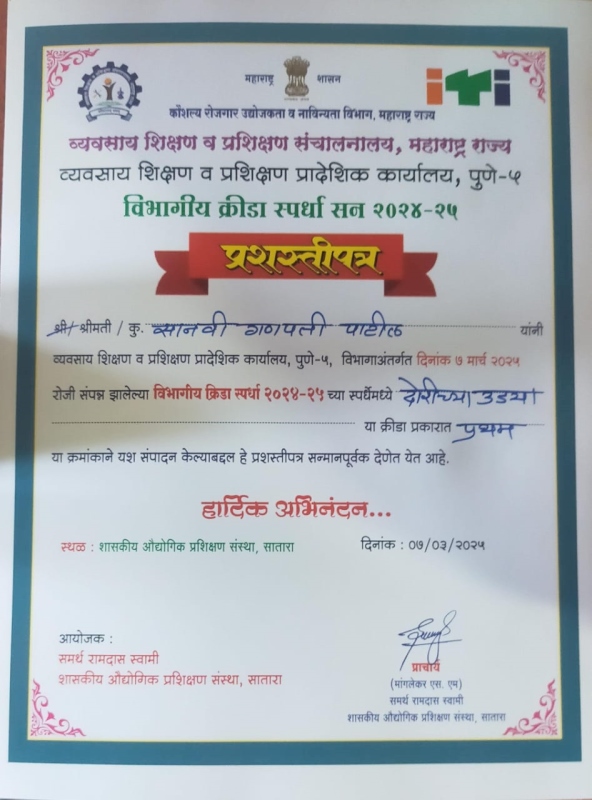 महाराष्ट्र शासन
iTi
कौशल्य रोजगार उद्योजकता व नाविन्यता विभाग, महाराष्ट्र राज्य
व्यवसाय शिक्षण व प्रशिक्षण संचालनालय, महाराष्ट्र राज्य
व्यवसाय शिक्षण व प्रशिक्षण प्रादेशिक कार्यालय, पुणे-५
विभागीय क्रीडा स्पर्धा सन २०२४-२५
प्रशस्तीपत्र
श्री/ श्रीमती / कु. सानवी गणपती पाटील यांनी
व्यवसाय शिक्षण व प्रशिक्षण प्रादेशिक कार्यालय, पुणे-५, विभागाअंतर्गत दिनांक ७ मार्च २०२५
रोजी संपन्न झालेल्या विभागीय क्रिडा स्पर्धा २०२४-२५ च्या स्पर्धेमध्ये दोरीच्या उड्या
या क्रीडा प्रकारात प्रथम
या क्रमांकाने यश संपादन केल्याबद्दल हे प्रशस्तीपत्र सन्मानपूर्वक देणेत येत आहे.
हार्दिक अभिनंदन...
स्थळ : शासकीय औद्योगिक प्रशिक्षण संस्था, सातारा दिनांक : ०७/०३/२०२५
आयोजक :
समर्थ रामदास स्वामी
शासकीय औद्योगिक प्रशिक्षण संस्था, सातारा
प्राचार्य
(मांगलेकर एस. एम)
समर्थ रामदास स्वामी
शासकीय औद्योगिक प्रशिक्षण संस्था, सातारा